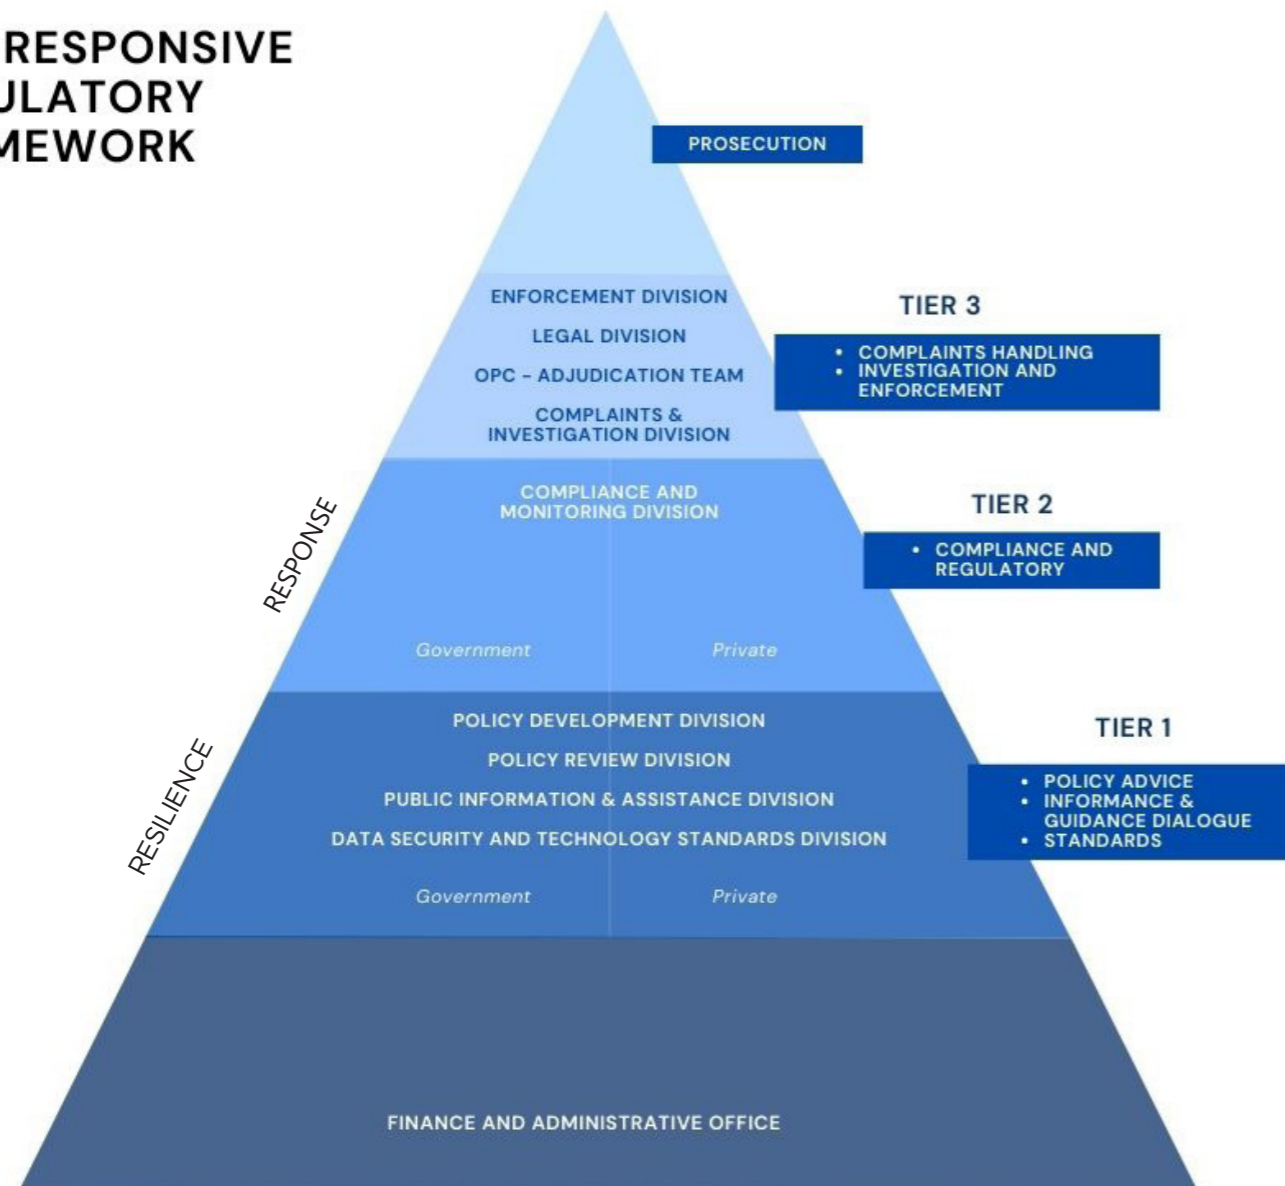 RESPONSIVE
ULATORY
MEWORK
PROSECUTION
ENFORCEMENT DIVISION
LEGAL DIVISION
OPC - ADJUDICATION TEAM
COMPLAINTS &
INVESTIGATION DIVISION
TIER 3
• COMPLAINTS HANDLING
• INVESTIGATION AND
ENFORCEMENT
RESPONSE
COMPLIANCE AND
MONITORING DIVISION
Government Private
TIER 2
• COMPLIANCE AND
REGULATORY
RESILIENCE
POLICY DEVELOPMENT DIVISION
POLICY REVIEW DIVISION
PUBLIC INFORMATION & ASSISTANCE DIVISION
DATA SECURITY AND TECHNOLOGY STANDARDS DIVISION
Government Private
TIER 1
• POLICY ADVICE
• INFORMANCE &
GUIDANCE DIALOGUE
• STANDARDS
FINANCE AND ADMINISTRATIVE OFFICE